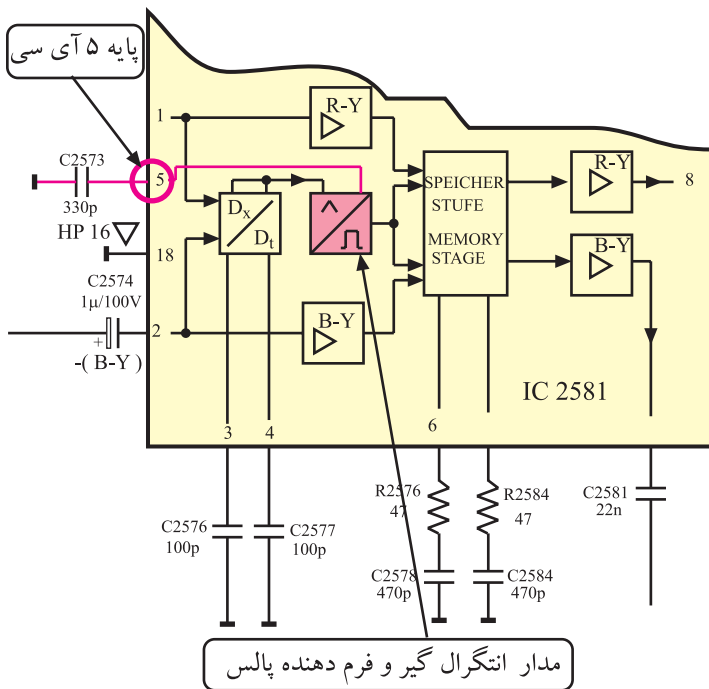 پایه ۵ آی سی
1
R-Y
C2573
330p
5
SPEICHER
STUFE
MEMORY
STAGE
R-Y
8
D_x
D_t
HP 16
18
B-Y
C2574
1µ/100V
+
-( B-Y )
2
B-Y
IC 2581
3
4
6
R2576
47
R2584
47
C2581
22n
C2576
100p
C2577
100p
C2578
470p
C2584
470p
مدار انتگرال گیر و فرم دهنده پالس